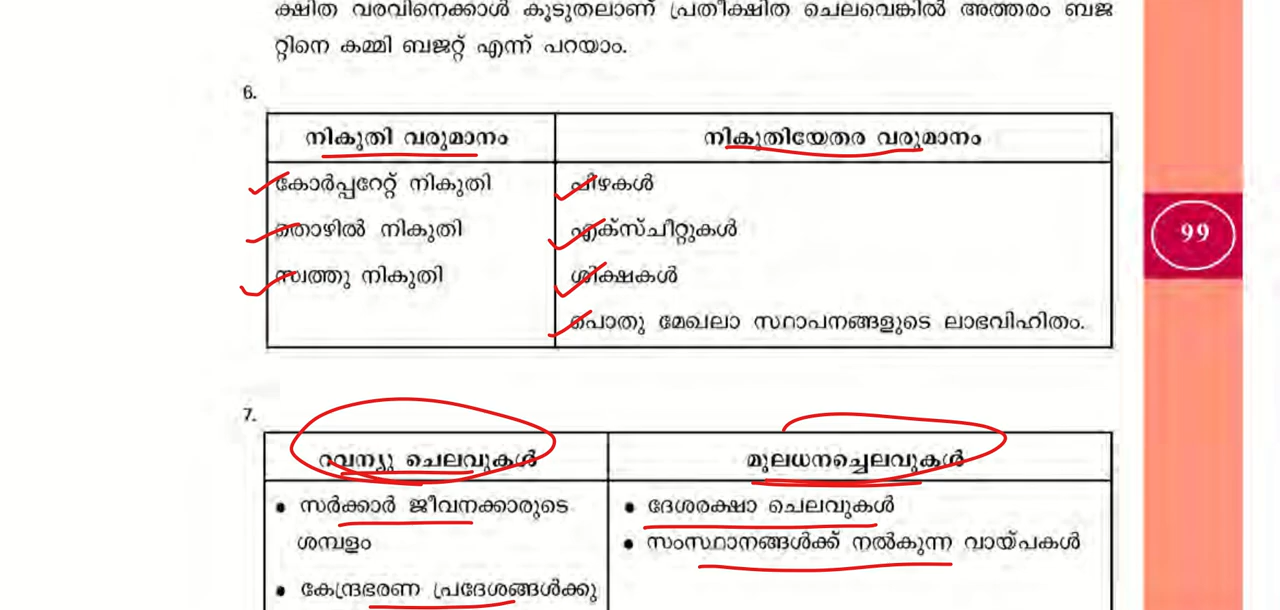 ക്ഷിത വരവിനെക്കാൾ കൂടുതലാണ് പ്രതീക്ഷിത ചെലവെങ്കിൽ അത്തരം ബജ
റ്റിനെ കമ്മി ബജറ്റ് എന്ന് പറയാം.
6.
നികുതി വരുമാനം നികുതിയേതര വരുമാനം
കോർപ്പറേറ്റ് നികുതി പിഴകൾ
തൊഴിൽ നികുതി എക്സ്ചീറ്റുകൾ
സ്വത്തു നികുതി ശിക്ഷകൾ
പൊതു മേഖലാ സ്ഥാപനങ്ങളുടെ ലാഭവിഹിതം.
99
7.
റവന്യു ചെലവുകൾ മൂലധനച്ചെലവുകൾ
• സർക്കാർ ജീവനക്കാരുടെ • ദേശരക്ഷാ ചെലവുകൾ
ശമ്പളം • സംസ്ഥാനങ്ങൾക്ക് നൽകുന്ന വായ്പകൾ
• കേന്ദ്രഭരണ പ്രദേശങ്ങൾക്കു